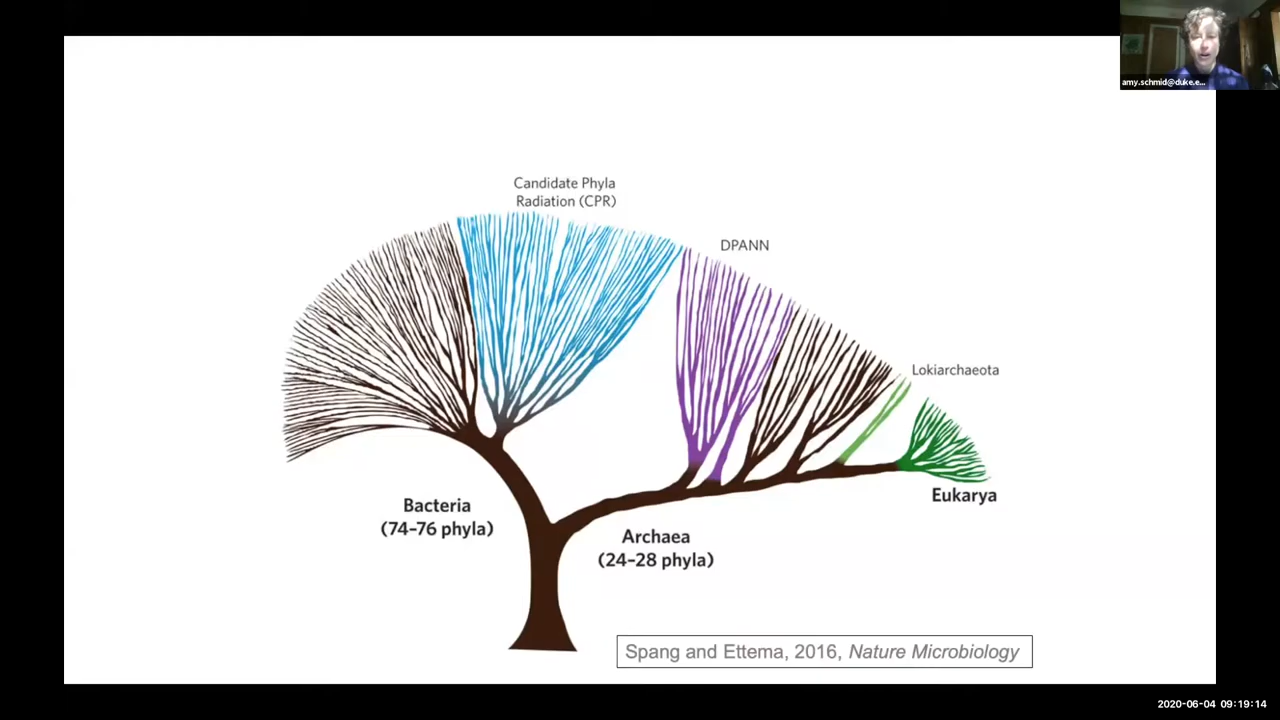 amy.schmid@duke.e...
Candidate Phyla
Radiation (CPR)
DPANN
Lokiarchaeota
Eukarya
Bacteria
(74–76 phyla)
Archaea
(24–28 phyla)
Spang and Ettema, 2016, Nature Microbiology
2020-06-04 09:19:14